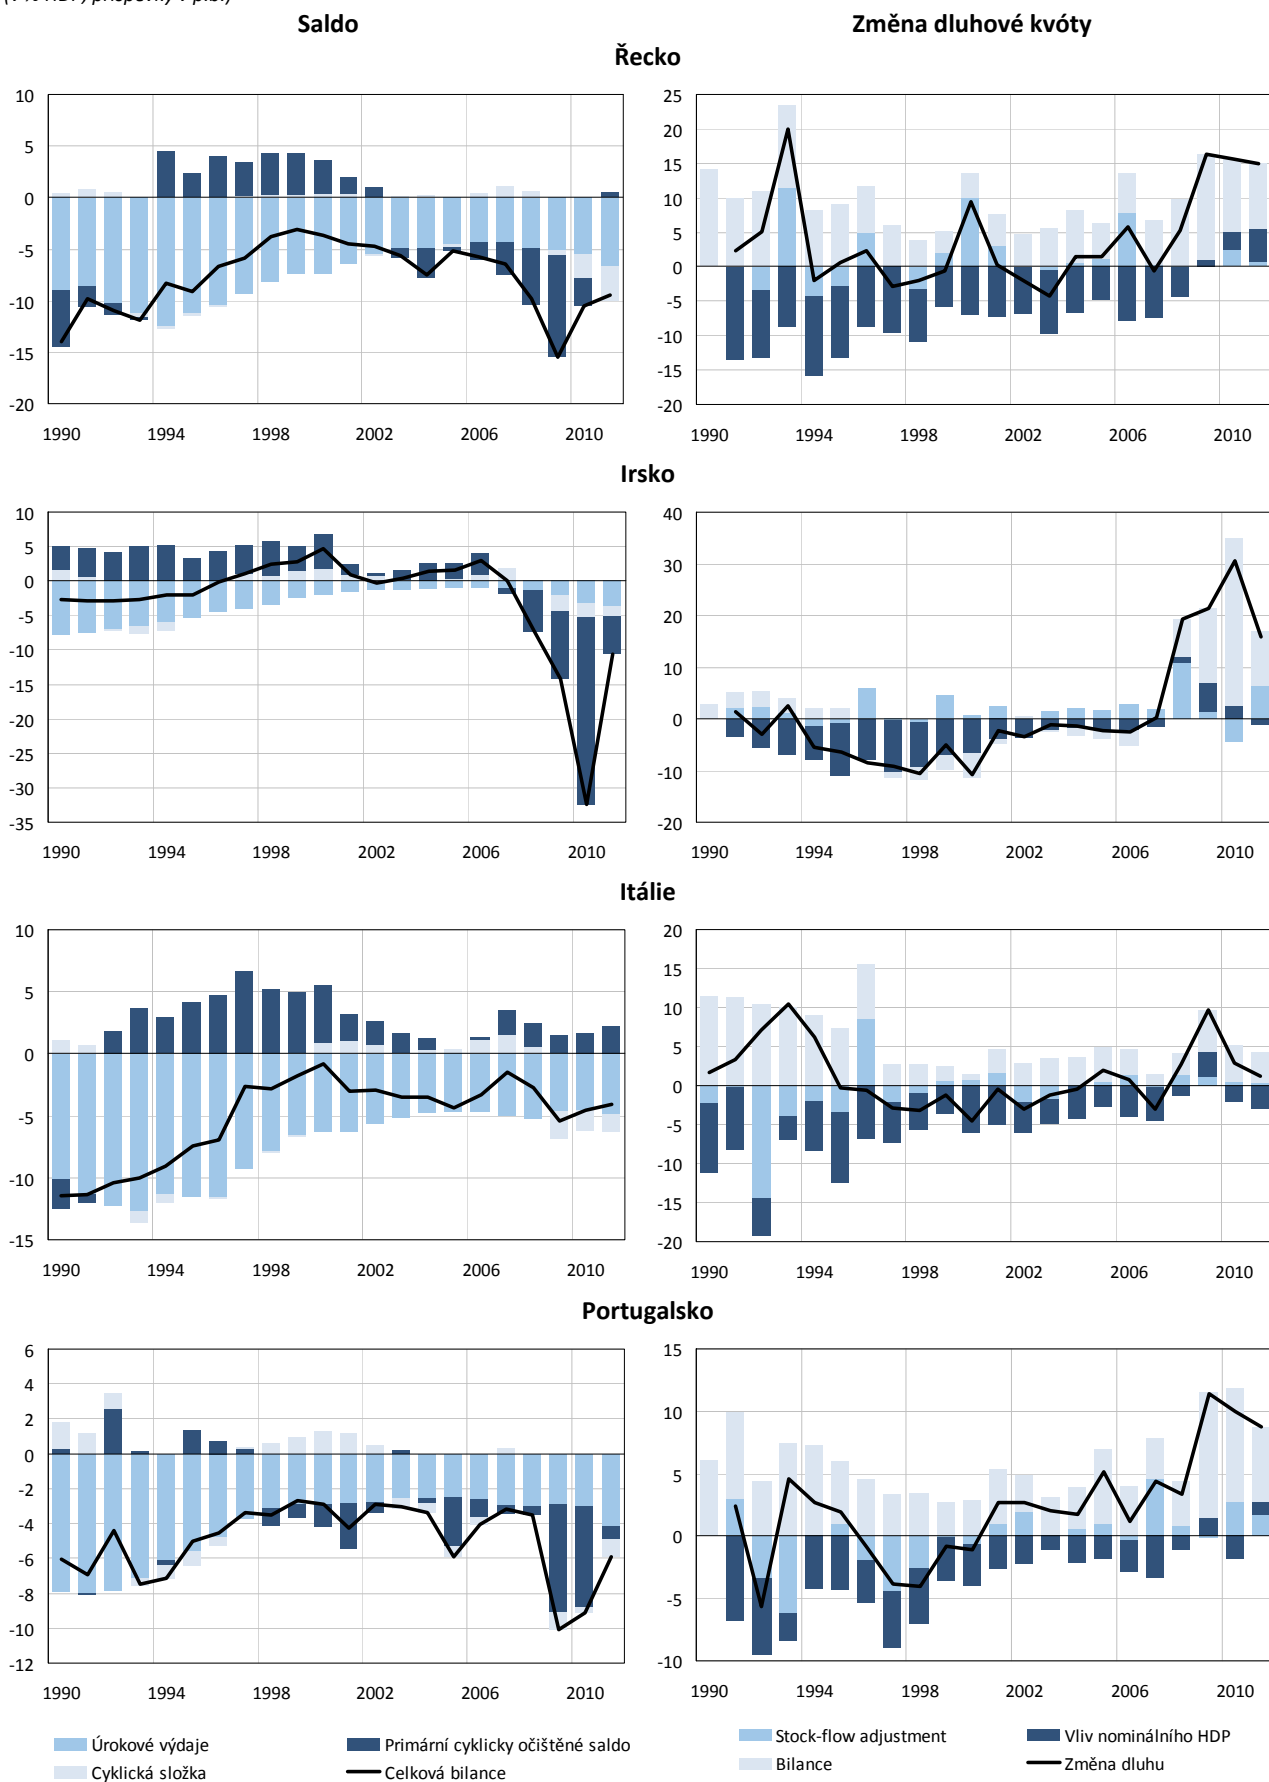 Saldo
Změna dluhové kvóty
Řecko
10
5
0
-5
-10
-15
-20
1990 1994 1998 2002 2006 2010
25
20
15
10
5
0
-5
-10
-15
-20
1990 1994 1998 2002 2006 2010
Irsko
10
5
0
-5
-10
-15
-20
-25
-30
-35
1990 1994 1998 2002 2006 2010
40
30
20
10
0
-10
-20
1990 1994 1998 2002 2006 2010
Itálie
10
5
0
-5
-10
-15
1990 1994 1998 2002 2006 2010
20
15
10
5
0
-5
-10
-15
-20
1990 1994 1998 2002 2006 2010
Portugalsko
6
4
2
0
-2
-4
-6
-8
-10
-12
1990 1994 1998 2002 2006 2010
15
10
5
0
-5
-10
1990 1994 1998 2002 2006 2010
Úrokové výdaje
Primární cyklicky očištěné saldo
Cyklická složka
Celková bilance
Stock-flow adjustment
Vliv nominálního HDP
Bilance
Změna dluhu